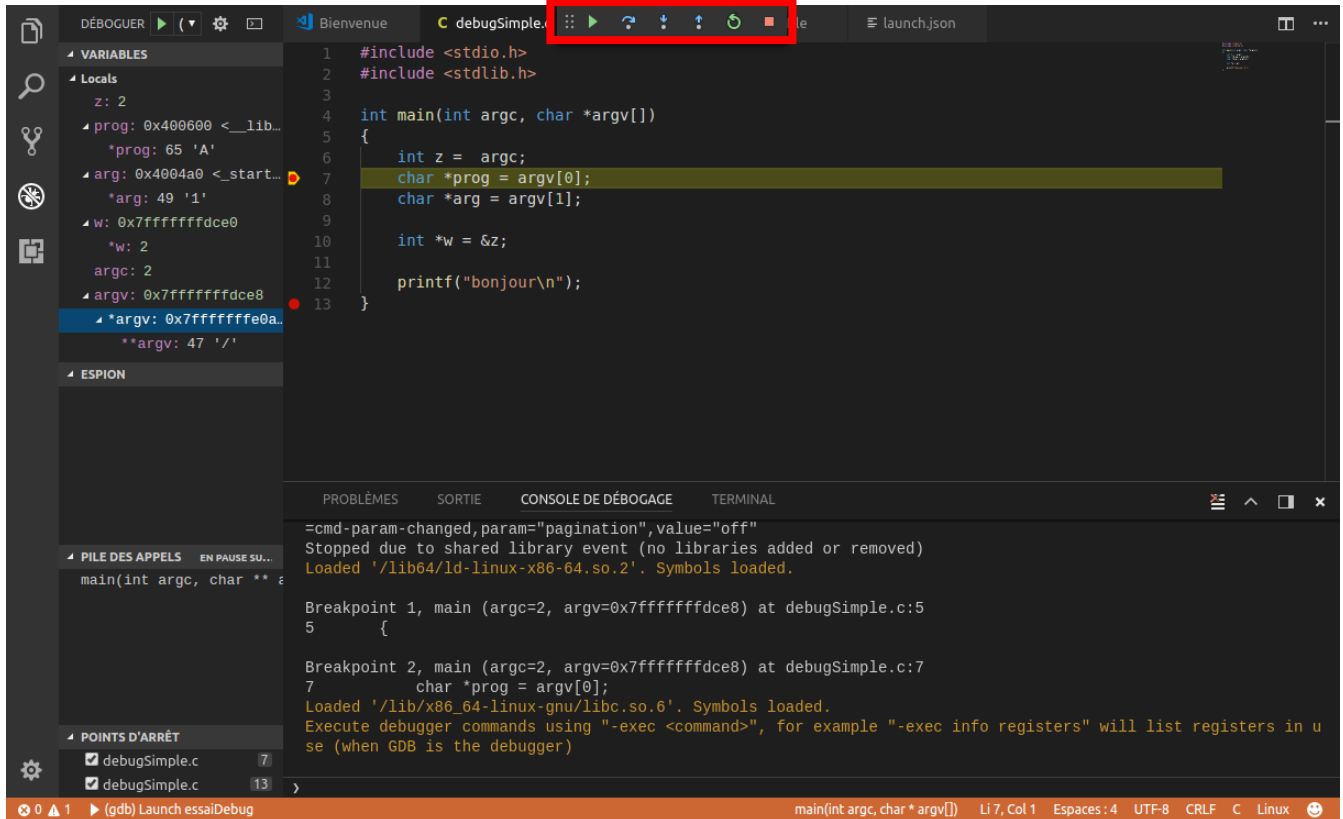 DÉBOGUER
Bienvenue
C debugSimple.c
launch.json
VARIABLES
Locals
z: 2
prog: 0x400600 <__lib…
*prog: 65 'A'
arg: 0x4004a0 <_start…
*arg: 49 '1'
w: 0x7fffffffdce0
*w: 2
argc: 2
argv: 0x7fffffffdce8
*argv: 0x7fffffffe0a…
**argv: 47 '/'
ESPION
PILE DES APPELS EN PAUSE SU…
main(int argc, char ** a
POINTS D'ARRÊT
debugSimple.c 7
debugSimple.c 13
1 #include <stdio.h>
2 #include <stdlib.h>
3
4 int main(int argc, char *argv[])
5 {
6 int z =  argc;
7 char *prog = argv[0];
8 char *arg = argv[1];
9
10 int *w = &z;
11
12 printf("bonjour\n");
13 }
PROBLÈMES SORTIE CONSOLE DE DÉBOGAGE TERMINAL
=cmd-param-changed,param="pagination",value="off"
Stopped due to shared library event (no libraries added or removed)
Loaded '/lib64/ld-linux-x86-64.so.2'. Symbols loaded.
Breakpoint 1, main (argc=2, argv=0x7fffffffdce8) at debugSimple.c:5
5 {
Breakpoint 2, main (argc=2, argv=0x7fffffffdce8) at debugSimple.c:7
7 char *prog = argv[0];
Loaded '/lib/x86_64-linux-gnu/libc.so.6'. Symbols loaded.
Execute debugger commands using "-exec <command>", for example "-exec info registers" will list registers in u
se (when GDB is the debugger)
0 1 (gdb) Launch essaiDebug
main(int argc, char * argv[]) Li 7, Col 1 Espaces : 4 UTF-8 CRLF C Linux